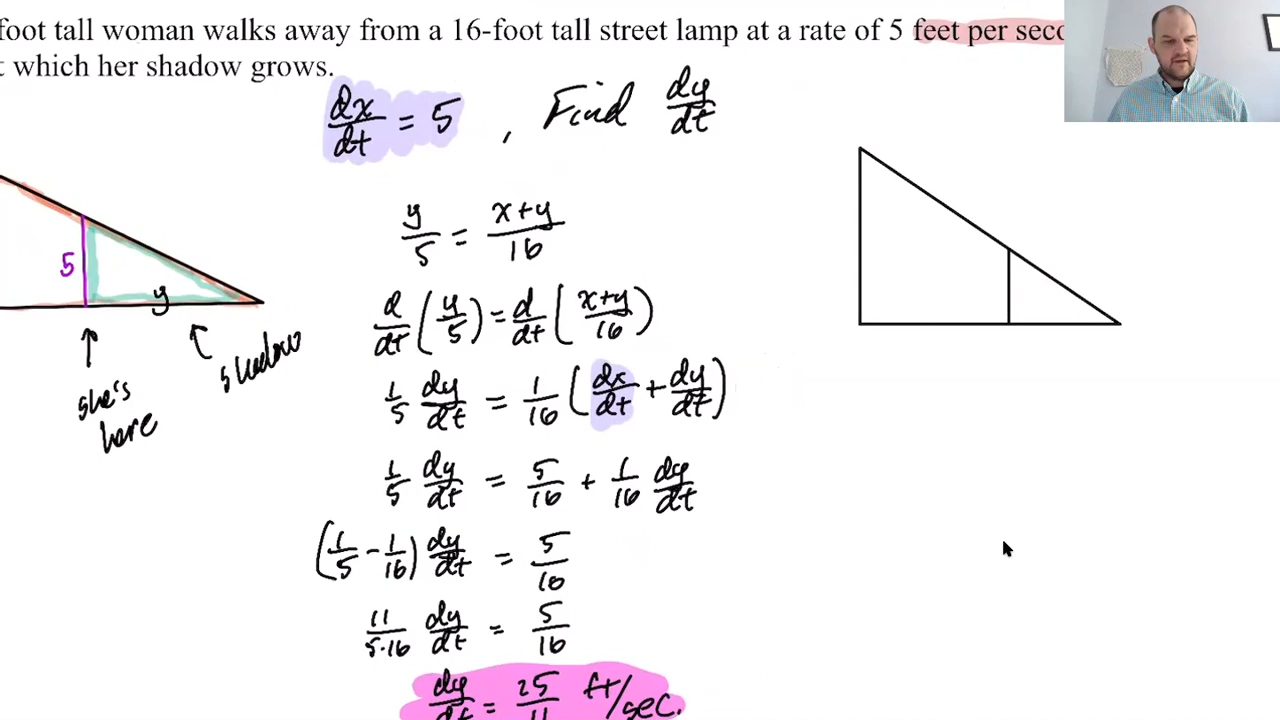 foot tall woman walks away from a 16-foot tall street lamp at a rate of 5 feet per seco
t which her shadow grows.
dx/dt = 5 , Find dy/dt
y/5 = x+y/16
d/dt (y/5) = d/dt (x+y/16)
1/5 dy/dt = 1/16 (dx/dt + dy/dt)
1/5 dy/dt = 5/16 + 1/16 dy/dt
(1/5 - 1/16) dy/dt = 5/16
11/5·16 dy/dt = 5/16
dy/dt = 25/11 ft/sec.
5
y
she's
here
shadow